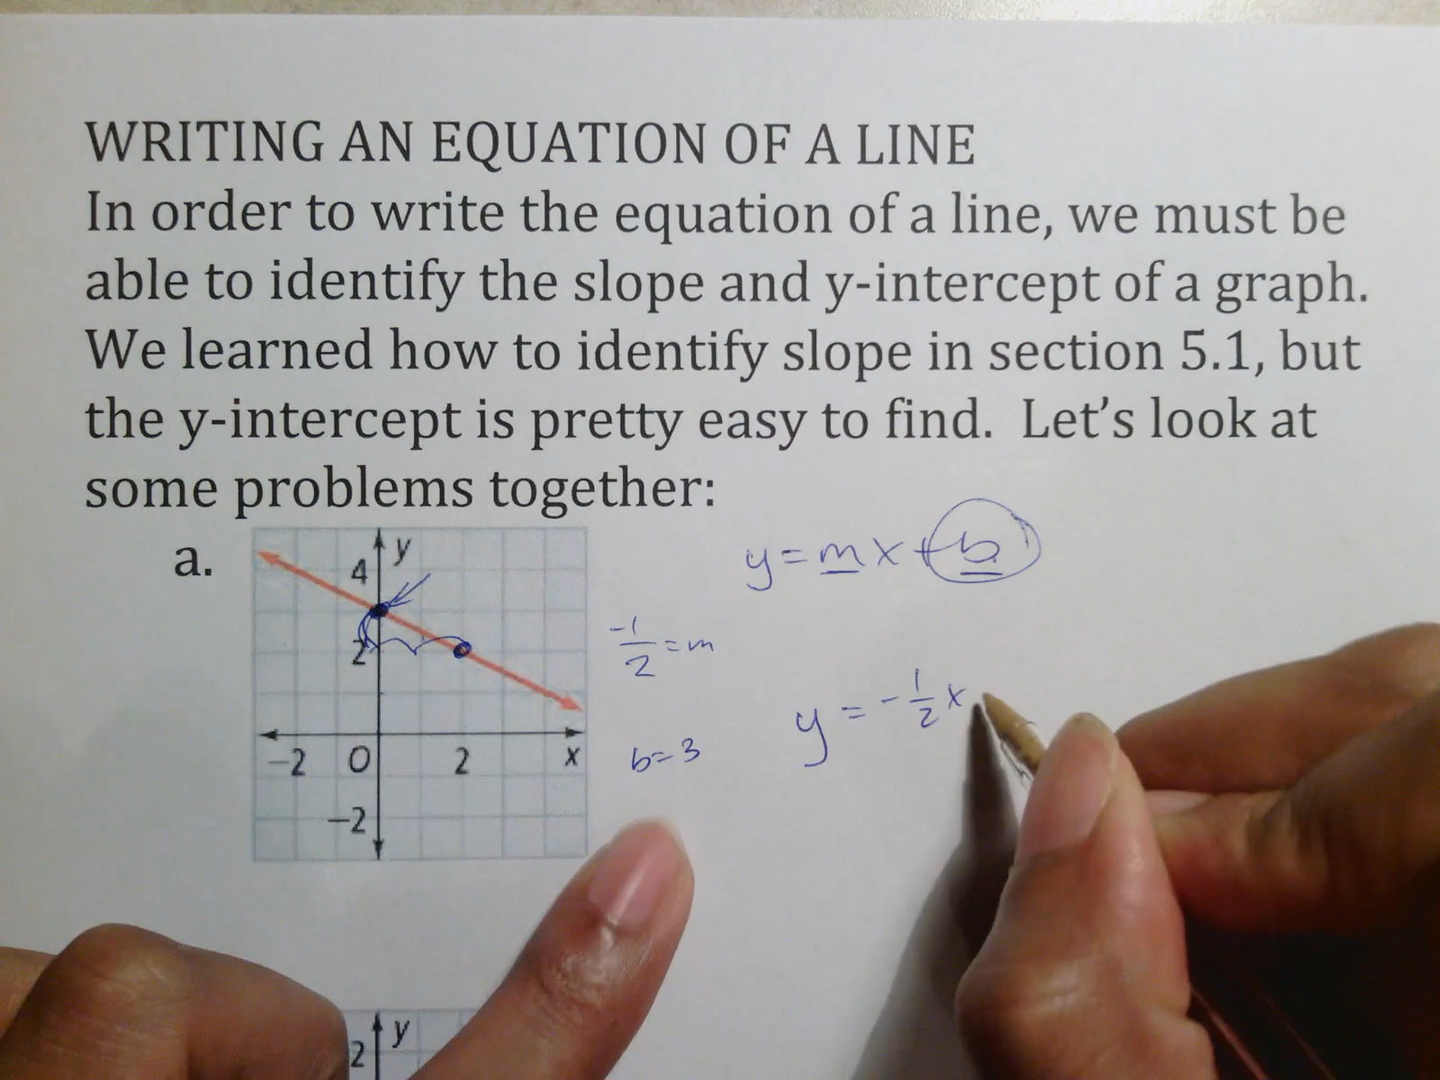 WRITING AN EQUATION OF A LINE
In order to write the equation of a line, we must be
able to identify the slope and y-intercept of a graph.
We learned how to identify slope in section 5.1, but
the y-intercept is pretty easy to find. Let's look at
some problems together:
a.
y
4
2
-2 0 2 x
-2
y = mx + b
-1/2 = m
b = 3
y = -1/2 x
y
2